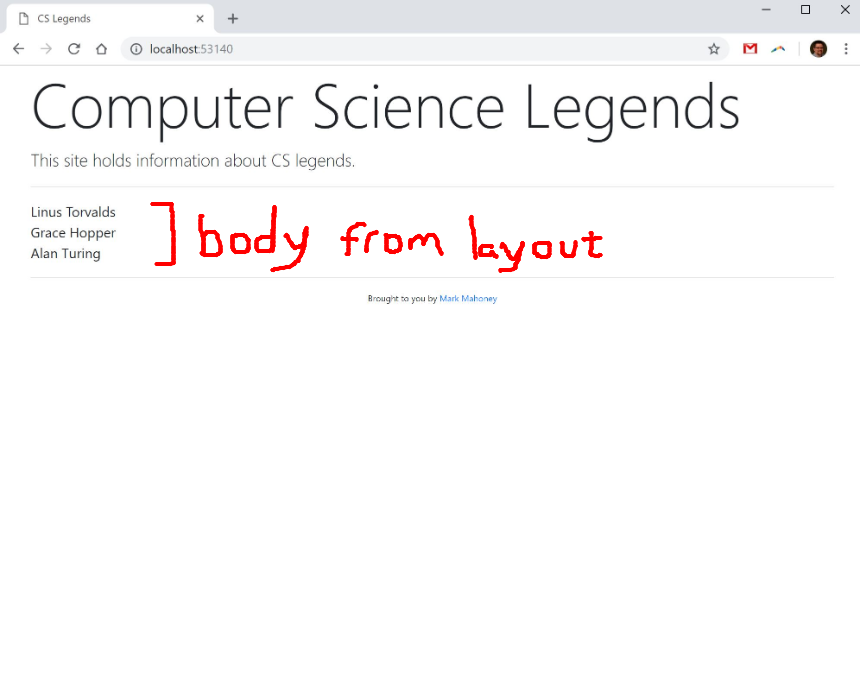 CS Legends
localhost:53140
Computer Science Legends
This site holds information about CS legends.
Linus Torvalds
Grace Hopper
Alan Turing
body from layout
Brought to you by Mark Mahoney